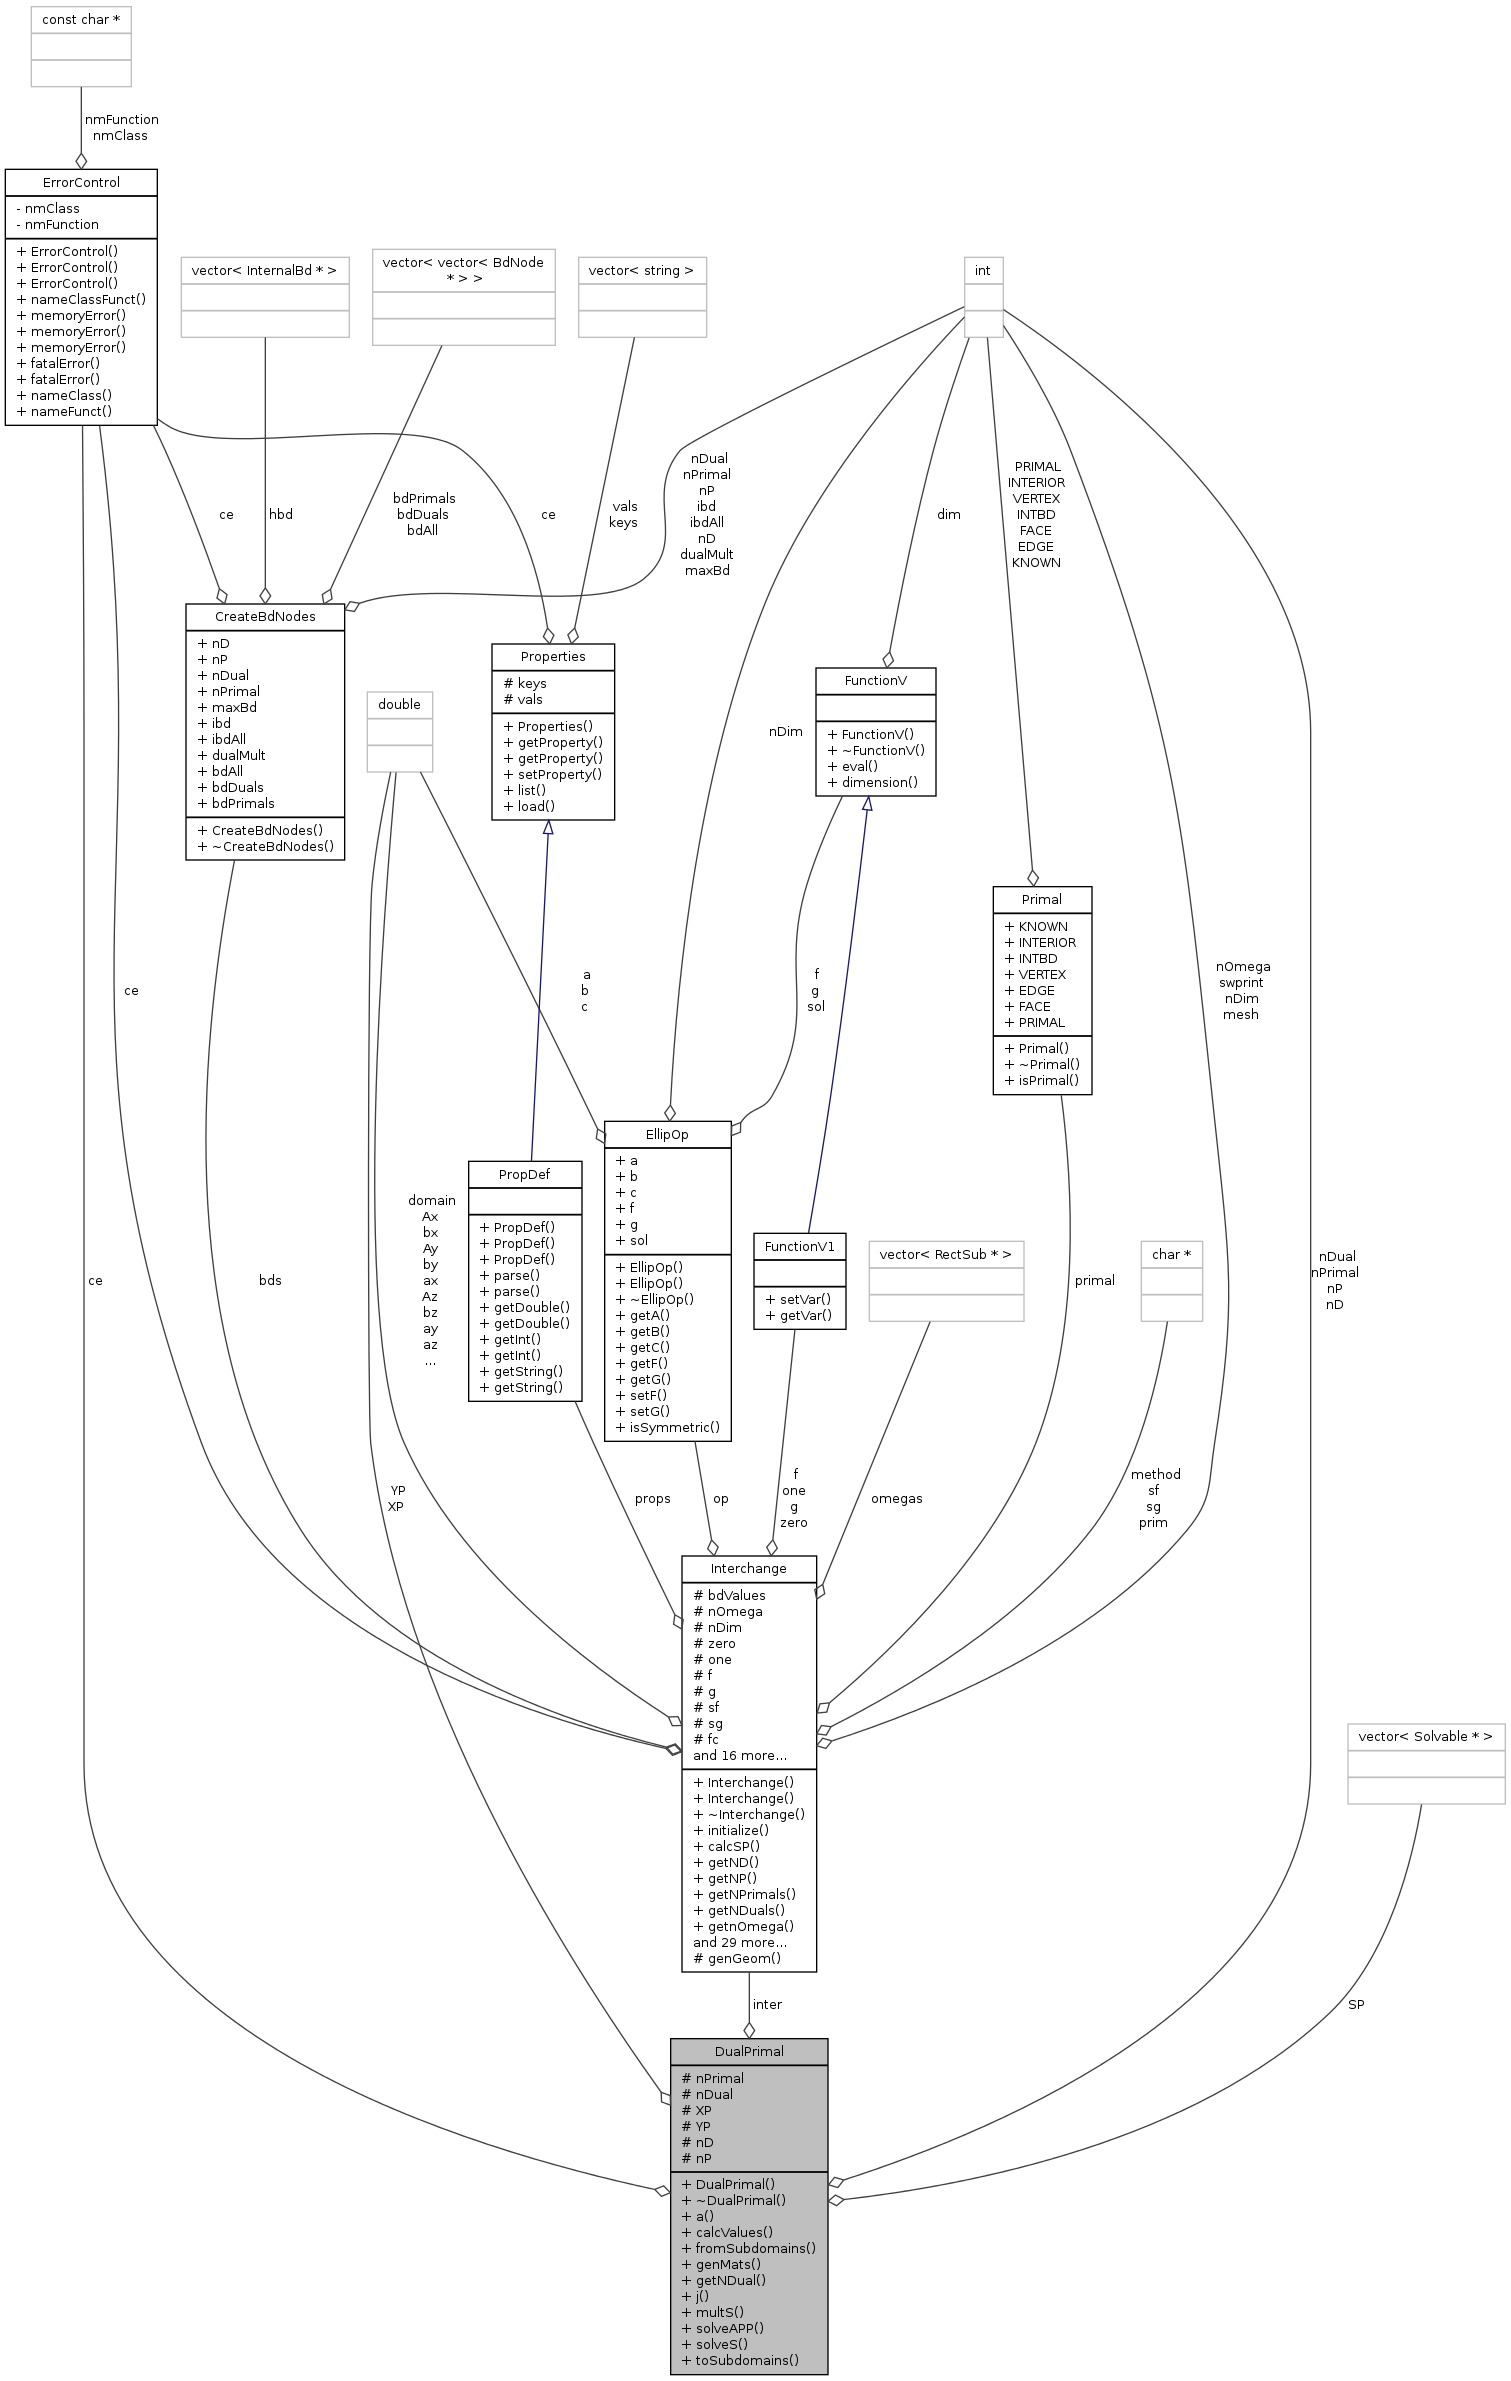 const char *
nmFunction
nmClass
ErrorControl
- nmClass
- nmFunction
+ ErrorControl()
+ ErrorControl()
+ ErrorControl()
+ nameClassFunct()
+ memoryError()
+ memoryError()
+ memoryError()
+ fatalError()
+ fatalError()
+ nameClass()
+ nameFunct()
vector< InternalBd * >
vector< vector< BdNode
* > >
vector< string >
int
ce
hbd
bdPrimals
bdDuals
bdAll
ce
vals
keys
nDual
nPrimal
nP
ibd
ibdAll
nD
dualMult
maxBd
dim
PRIMAL
INTERIOR
VERTEX
INTBD
FACE
EDGE
KNOWN
CreateBdNodes
+ nD
+ nP
+ nDual
+ nPrimal
+ maxBd
+ ibd
+ ibdAll
+ dualMult
+ bdAll
+ bdDuals
+ bdPrimals
+ CreateBdNodes()
+ ~CreateBdNodes()
double
Properties
# keys
# vals
+ Properties()
+ getProperty()
+ getProperty()
+ setProperty()
+ list()
+ load()
nDim
FunctionV
+ FunctionV()
+ ~FunctionV()
+ eval()
+ dimension()
Primal
+ KNOWN
+ INTERIOR
+ INTBD
+ VERTEX
+ EDGE
+ FACE
+ PRIMAL
+ Primal()
+ ~Primal()
+ isPrimal()
ce
a
b
c
f
g
sol
nOmega
swprint
nDim
mesh
ce
bds
domain
Ax
bx
Ay
by
ax
Az
bz
ay
az
...
PropDef
+ PropDef()
+ PropDef()
+ PropDef()
+ parse()
+ parse()
+ getDouble()
+ getDouble()
+ getInt()
+ getInt()
+ getString()
+ getString()
EllipOp
+ a
+ b
+ c
+ f
+ g
+ sol
+ EllipOp()
+ EllipOp()
+ ~EllipOp()
+ getA()
+ getB()
+ getC()
+ getF()
+ getG()
+ setF()
+ setG()
+ isSymmetric()
FunctionV1
+ setVar()
+ getVar()
vector< RectSub * >
primal
char *
nDual
nPrimal
nP
nD
YP
XP
props
op
f
one
g
zero
omegas
method
sf
sg
prim
Interchange
# bdValues
# nOmega
# nDim
# zero
# one
# f
# g
# sf
# sg
# fc
and 16 more...
+ Interchange()
+ Interchange()
+ ~Interchange()
+ initialize()
+ calcSP()
+ getND()
+ getNP()
+ getNPrimals()
+ getNDuals()
+ getnOmega()
and 29 more...
# genGeom()
vector< Solvable * >
inter
SP
DualPrimal
# nPrimal
# nDual
# XP
# YP
# nD
# nP
+ DualPrimal()
+ ~DualPrimal()
+ a()
+ calcValues()
+ fromSubdomains()
+ genMats()
+ getNDual()
+ j()
+ multS()
+ solveAPP()
+ solveS()
+ toSubdomains()